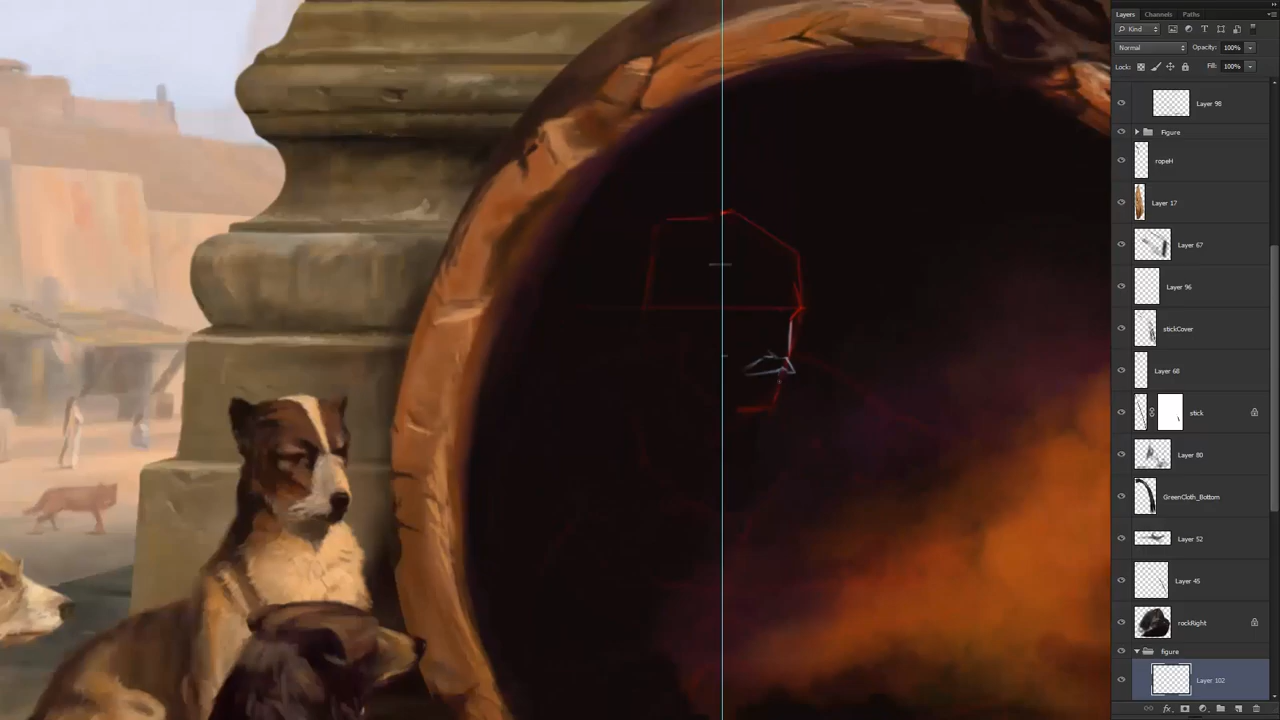 Layers Channels Paths
Kind
Normal Opacity: 100%
Lock: Fill: 100%
Layer 98
Figure
ropeH
Layer 17
Layer 67
Layer 96
stickCover
Layer 68
stick
Layer 80
GreenCloth_Bottom
Layer 52
Layer 45
rockRight
figure
Layer 102
fx